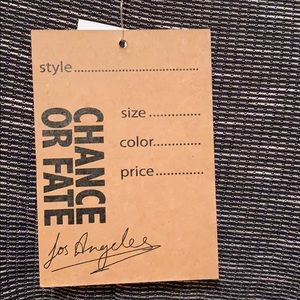 style......................................
size ................
color................
price................
CHANCE
OR FATE
Los Angeles